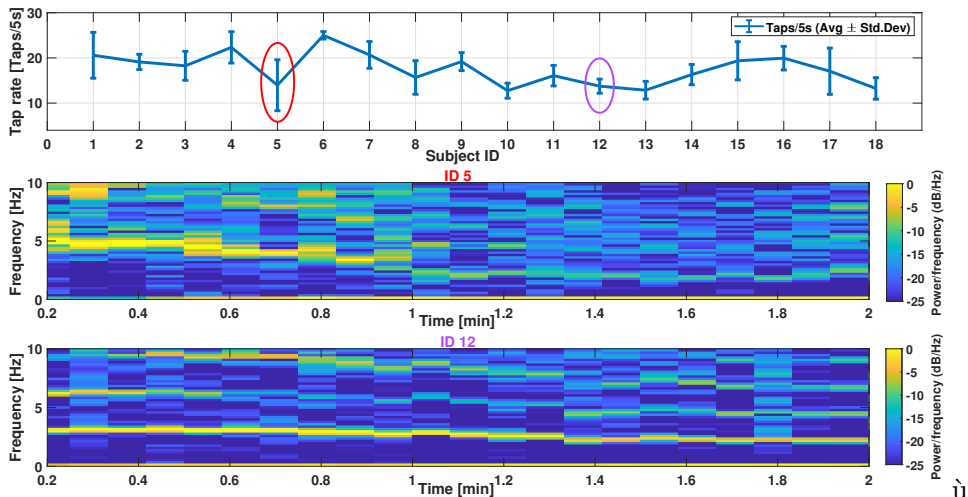 Tap rate [Taps/5s]
30
20
10
Taps/5s (Avg ± Std.Dev)
0 1 2 3 4 5 6 7 8 9 10 11 12 13 14 15 16 17 18
Subject ID
ID 5
Frequency [Hz]
10
5
0
0.2 0.4 0.6 0.8 1 1.2 1.4 1.6 1.8 2
Time [min]
0
-5
-10
-15
-20
-25
Power/frequency (dB/Hz)
ID 12
Frequency [Hz]
10
5
0
0.2 0.4 0.6 0.8 1 1.2 1.4 1.6 1.8 2
Time [min]
0
-5
-10
-15
-20
-25
Power/frequency (dB/Hz)
ù